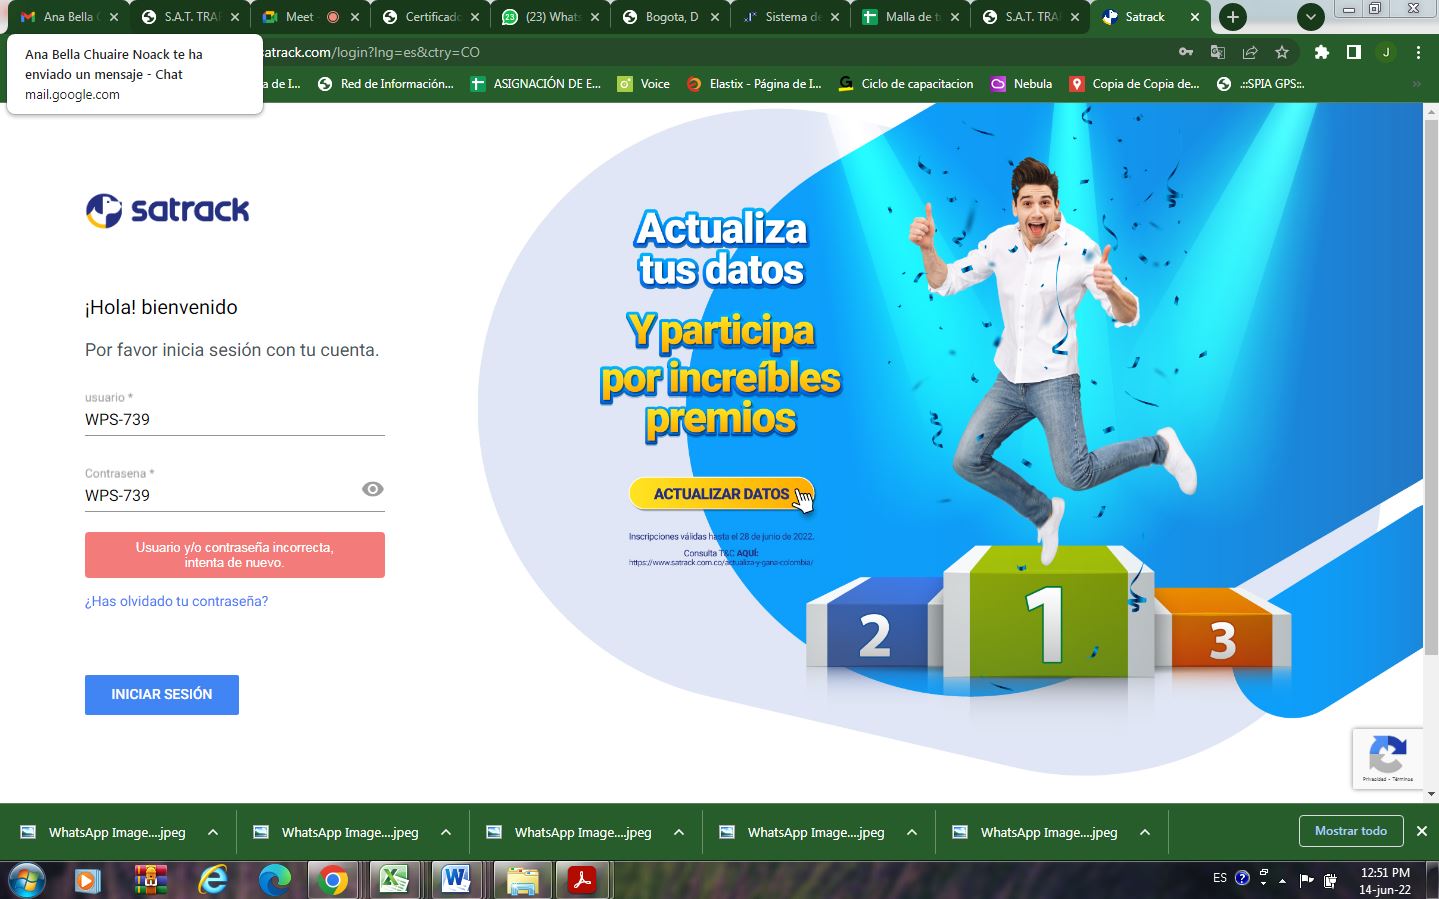 Ana Bella C
S.A.T. TRA
Meet
Certificado
(23) Whats
Bogota, D
Sistema de
Malla de t
S.A.T. TRA
Satrack
Ana Bella Chuaire Noack te ha
enviado un mensaje - Chat
mail.google.com
satrack.com/login?lng=es&ctry=CO
J
a de I...
Red de Información...
ASIGNACIÓN DE E...
Voice
Elastix - Página de I...
Ciclo de capacitacion
Nebula
Copia de Copia de...
.::SPIA GPS::.
satrack
¡Hola! bienvenido
Por favor inicia sesión con tu cuenta.
usuario *
WPS-739
Contrasena *
WPS-739
Usuario y/o contraseña incorrecta,
intenta de nuevo.
¿Has olvidado tu contraseña?
INICIAR SESIÓN
Actualiza
tus datos
Y participa
por increíbles
premios
ACTUALIZAR DATOS
Inscripciones válidas hasta el 28 de junio de 2022.
Consulta T&C AQUÍ:
https://www.satrack.com.co/actualiza-y-gana-colombia/
2
1
3
Privacidad - Términos
WhatsApp Image....jpeg
WhatsApp Image....jpeg
WhatsApp Image....jpeg
WhatsApp Image....jpeg
WhatsApp Image....jpeg
Mostrar todo
ES
12:51 PM
14-jun-22